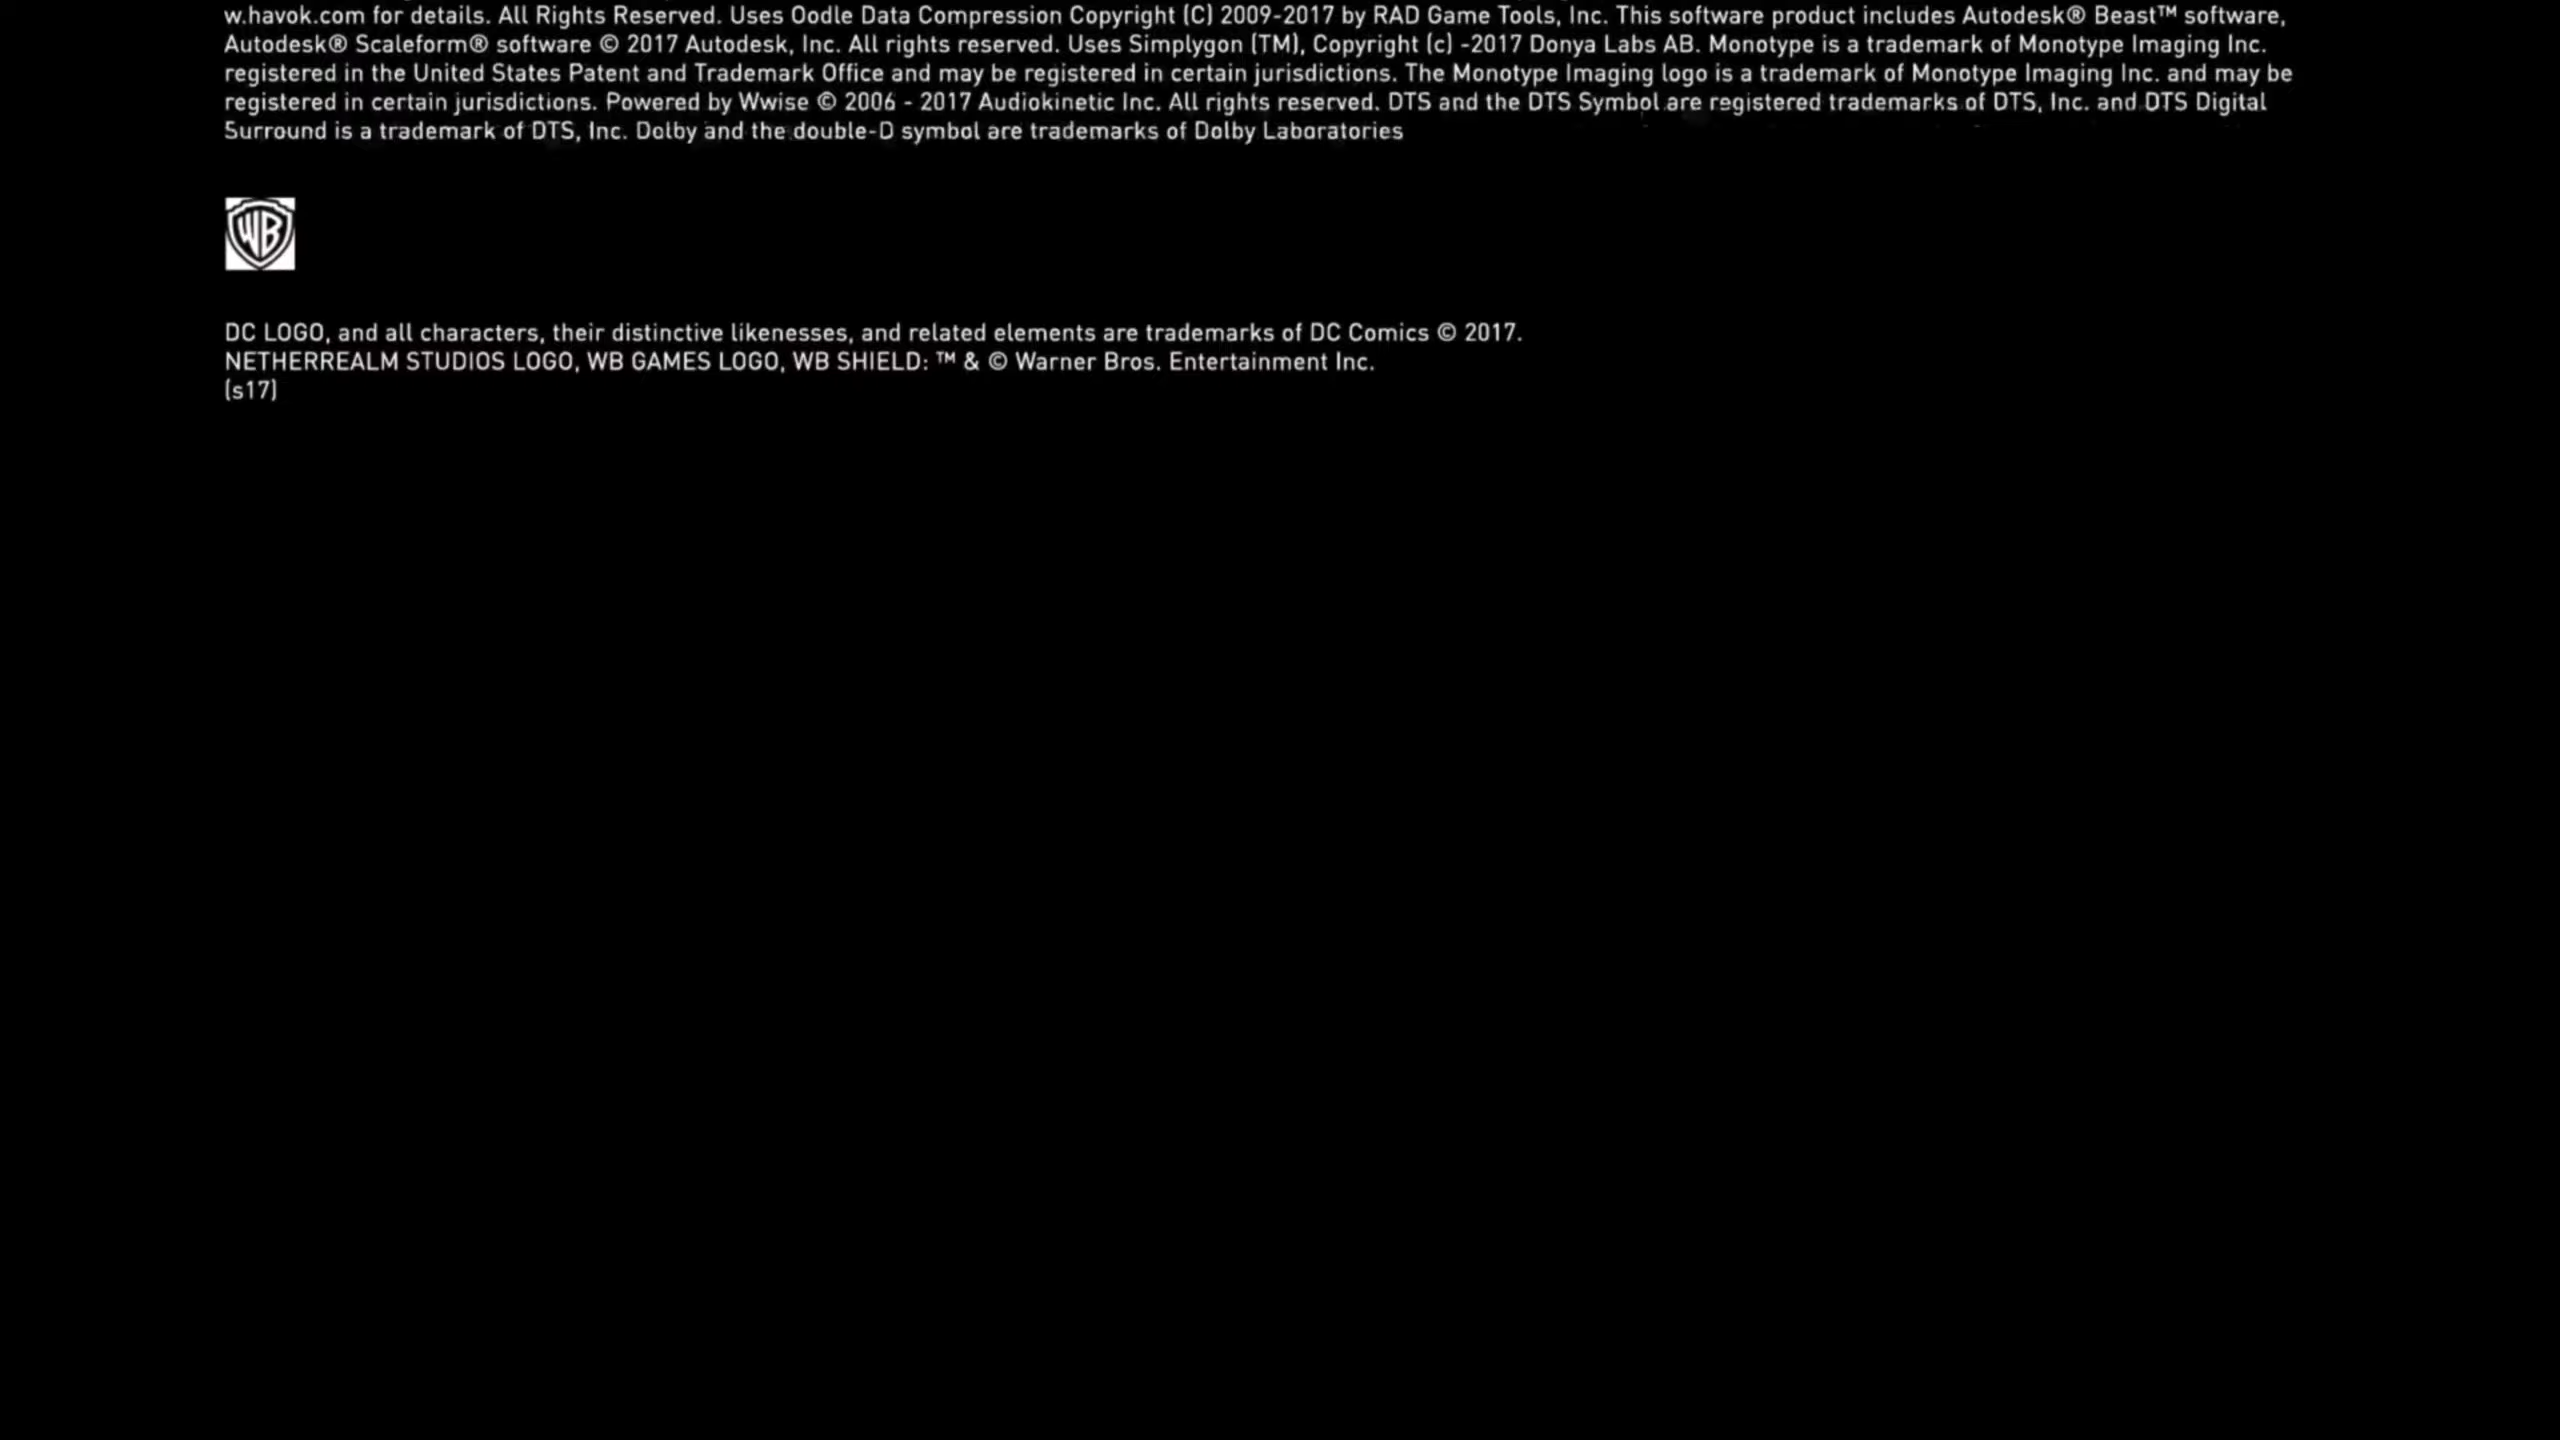 w.havok.com for details. All Rights Reserved. Uses Oodle Data Compression Copyright (C) 2009-2017 by RAD Game Tools, Inc. This software product includes Autodesk® Beast™ software,
Autodesk® Scaleform® software © 2017 Autodesk, Inc. All rights reserved. Uses Simplygon (TM), Copyright (c) -2017 Donya Labs AB. Monotype is a trademark of Monotype Imaging Inc.
registered in the United States Patent and Trademark Office and may be registered in certain jurisdictions. The Monotype Imaging logo is a trademark of Monotype Imaging Inc. and may be
registered in certain jurisdictions. Powered by Wwise © 2006 - 2017 Audiokinetic Inc. All rights reserved. DTS and the DTS Symbol are registered trademarks of DTS, Inc. and DTS Digital
Surround is a trademark of DTS, Inc. Dolby and the double-D symbol are trademarks of Dolby Laboratories
WB
DC LOGO, and all characters, their distinctive likenesses, and related elements are trademarks of DC Comics © 2017.
NETHERREALM STUDIOS LOGO, WB GAMES LOGO, WB SHIELD: ™ & © Warner Bros. Entertainment Inc.
(s17)